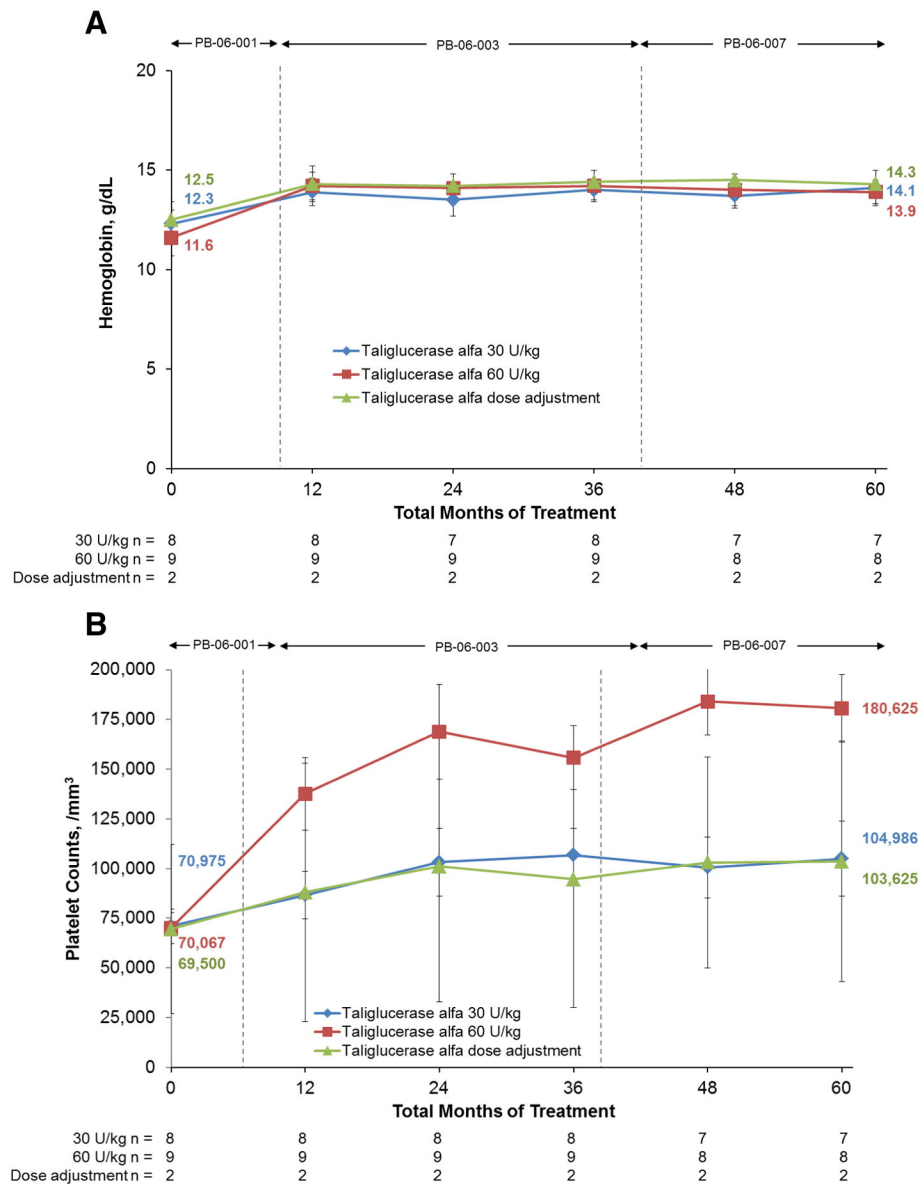 A
PB-06-001 PB-06-003 PB-06-007
20
15
10
5
0
Hemoglobin, g/dL
12.5
12.3
11.6
14.3
14.1
13.9
Taliglucerase alfa 30 U/kg
Taliglucerase alfa 60 U/kg
Taliglucerase alfa dose adjustment
0 12 24 36 48 60
Total Months of Treatment
30 U/kg n = 8 8 7 8 7 7
60 U/kg n = 9 9 9 9 8 8
Dose adjustment n = 2 2 2 2 2 2
B
PB-06-001 PB-06-003 PB-06-007
200,000
175,000
150,000
125,000
100,000
75,000
50,000
25,000
0
Platelet Counts, /mm³
70,975
70,067
69,500
180,625
104,986
103,625
Taliglucerase alfa 30 U/kg
Taliglucerase alfa 60 U/kg
Taliglucerase alfa dose adjustment
0 12 24 36 48 60
Total Months of Treatment
30 U/kg n = 8 8 8 8 7 7
60 U/kg n = 9 9 9 9 8 8
Dose adjustment n = 2 2 2 2 2 2